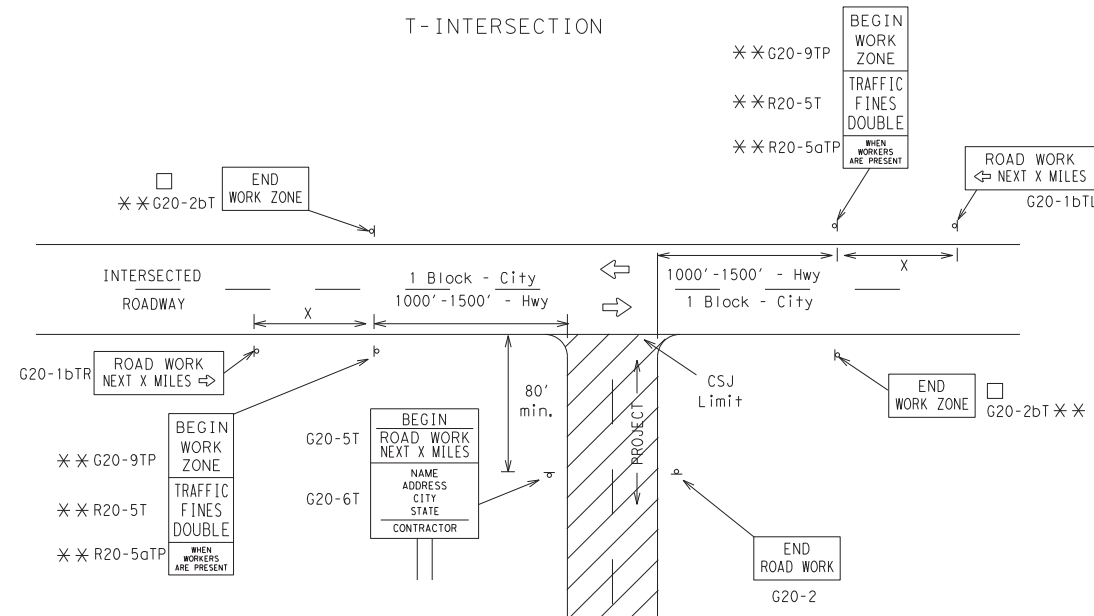 T-INTERSECTION
BEGIN
WORK
ZONE
✳✳G20-9TP
TRAFFIC
FINES
DOUBLE
✳✳R20-5T
WHEN
WORKERS
ARE PRESENT
✳✳R20-5aTP
ROAD WORK
⇦ NEXT X MILES
G20-1bTL
END
WORK ZONE
□
✳✳G20-2bT
INTERSECTED
ROADWAY
1 Block - City
1000'-1500' - Hwy
X
1000'-1500' - Hwy
1 Block - City
X
G20-1bTR
ROAD WORK
NEXT X MILES ⇨
80'
min.
PROJECT
CSJ
Limit
END
WORK ZONE
□
G20-2bT ✳✳
BEGIN
WORK
ZONE
✳✳ G20-9TP
TRAFFIC
FINES
DOUBLE
✳✳ R20-5T
WHEN
WORKERS
ARE PRESENT
✳✳ R20-5aTP
G20-5T
BEGIN
ROAD WORK
NEXT X MILES
G20-6T
NAME
ADDRESS
CITY
STATE
CONTRACTOR
END
ROAD WORK
G20-2